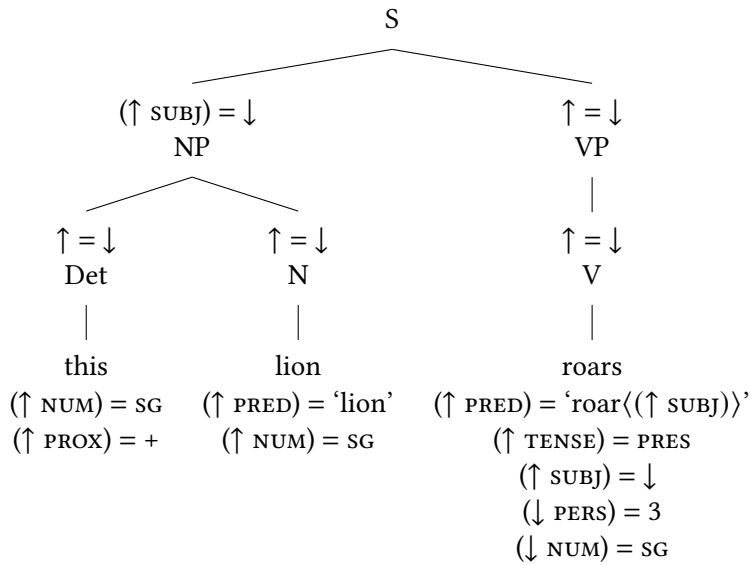 S
(↑ SUBJ) = ↓ ↑ = ↓
NP VP
↑ = ↓ ↑ = ↓ ↑ = ↓
Det N V
this lion roars
(↑ NUM) = SG (↑ PRED) = ‘lion’ (↑ PRED) = ‘roar⟨(↑ SUBJ)⟩’
(↑ PROX) = + (↑ NUM) = SG (↑ TENSE) = PRES
(↑ SUBJ) = ↓
(↓ PERS) = 3
(↓ NUM) = SG